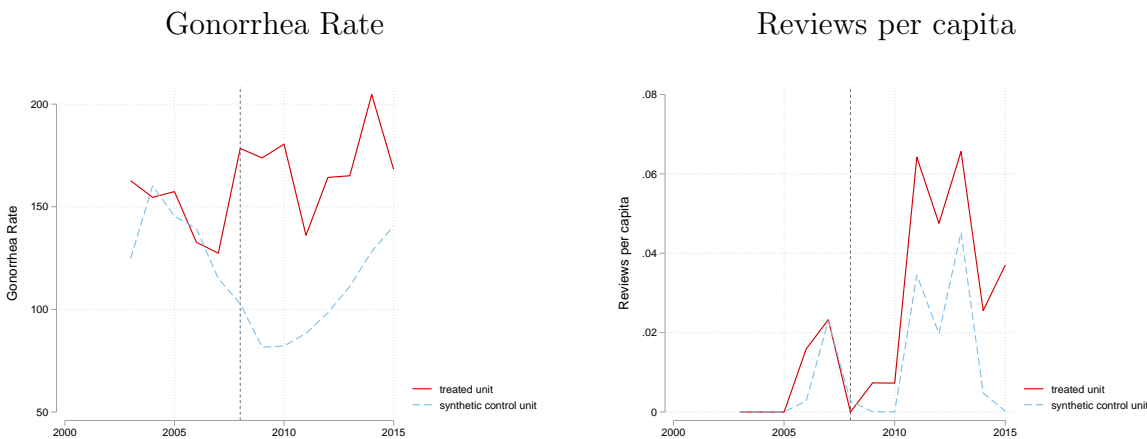 Gonorrhea Rate
Gonorrhea Rate
200
150
100
50
2000 2005 2010 2015
treated unit
synthetic control unit
Reviews per capita
Reviews per capita
.08
.06
.04
.02
0
2000 2005 2010 2015
treated unit
synthetic control unit